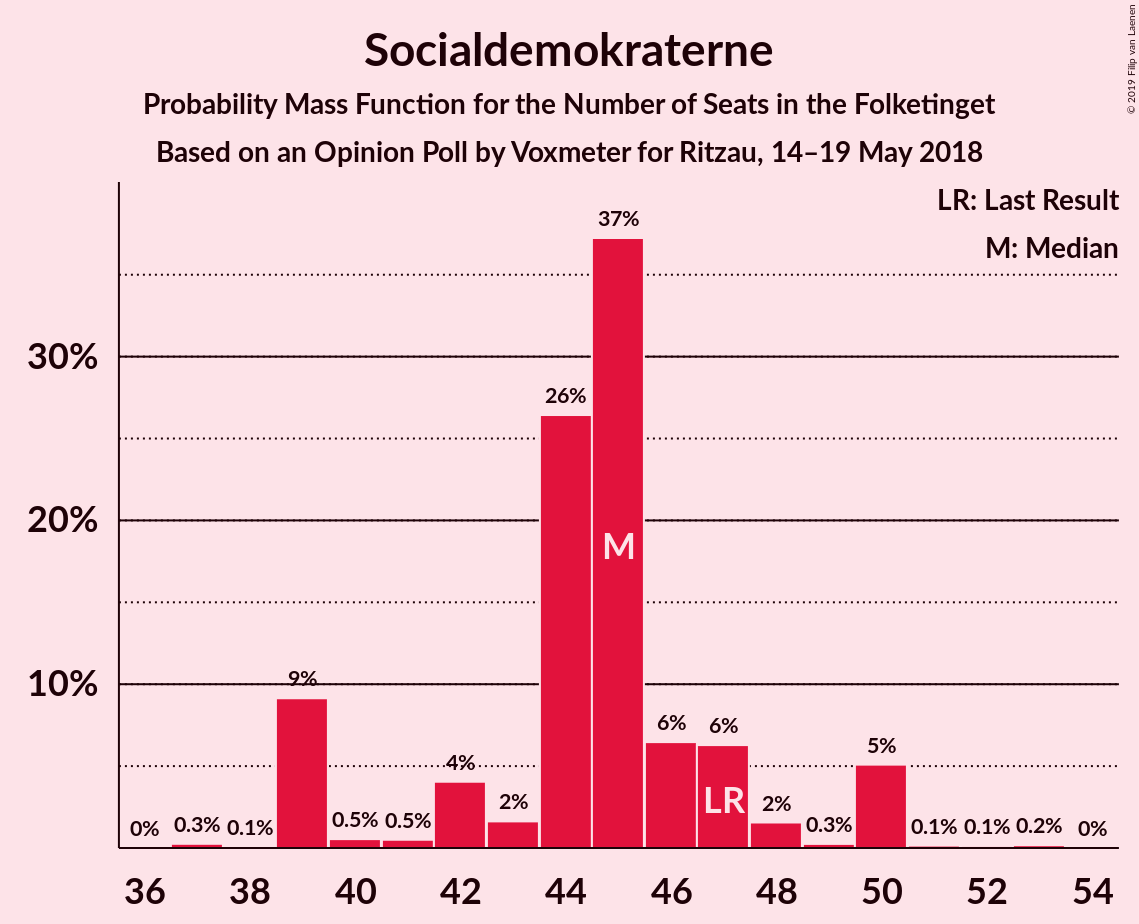 Socialdemokraterne
Probability Mass Function for the Number of Seats in the Folketinget
Based on an Opinion Poll by Voxmeter for Ritzau, 14–19 May 2018
© 2019 Filip van Laenen
LR: Last Result
M: Median
30%
20%
10%
0%
0.3%
0.1%
9%
0.5%
0.5%
4%
2%
26%
37%
6%
6%
2%
0.3%
5%
0.1%
0.1%
0.2%
0%
M
LR
36 38 40 42 44 46 48 50 52 54